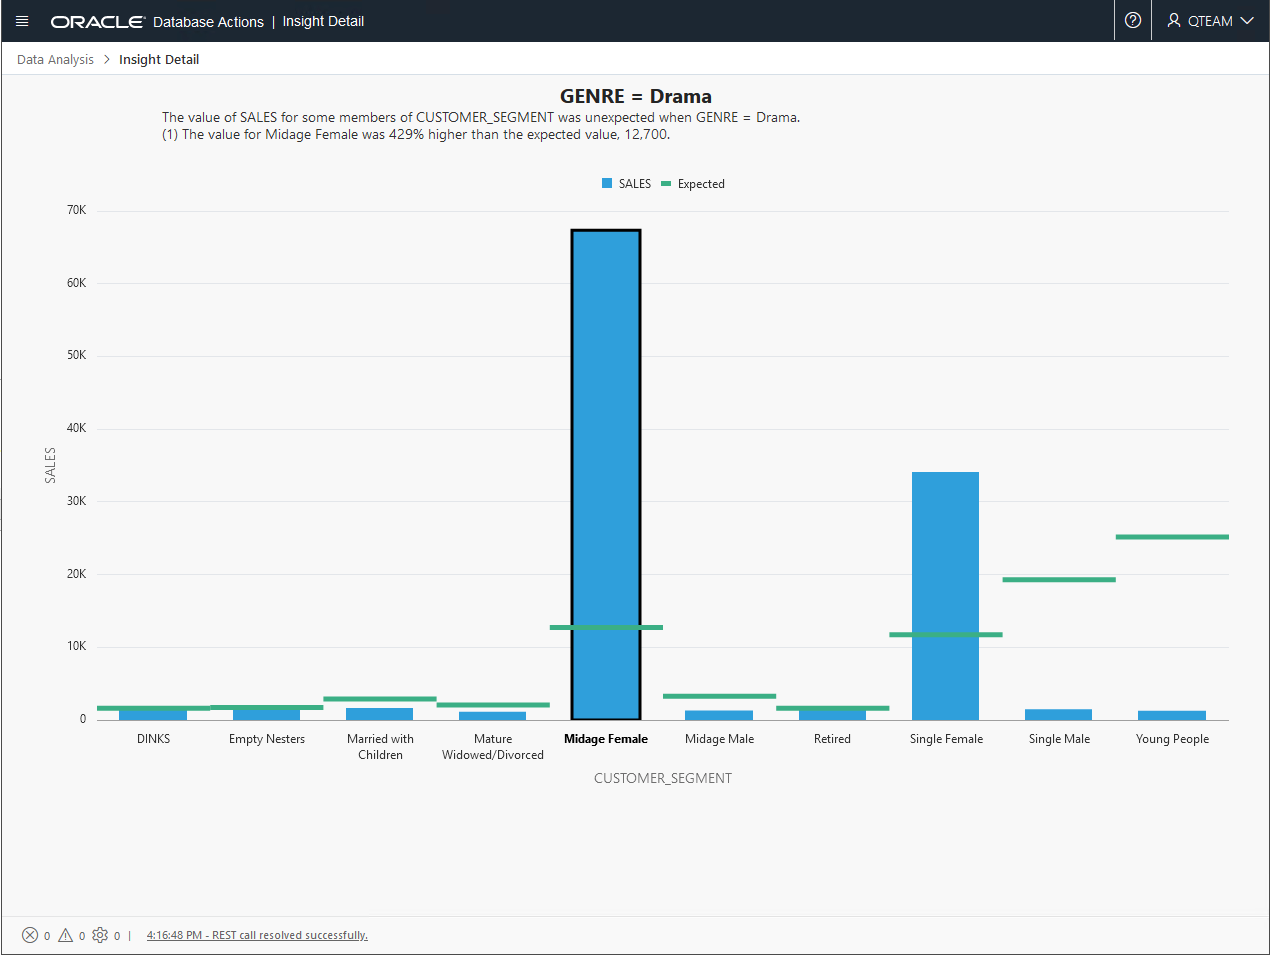 ORACLE Database Actions | Insight Detail
QTEAM
Data Analysis > Insight Detail
GENRE = Drama
The value of SALES for some members of CUSTOMER_SEGMENT was unexpected when GENRE = Drama.
(1) The value for Midage Female was 429% higher than the expected value, 12,700.
SALES Expected
70K
60K
50K
40K
30K
20K
10K
0
SALES
DINKS
Empty Nesters
Married with
Children
Mature
Widowed/Divorced
Midage Female
Midage Male
Retired
Single Female
Single Male
Young People
CUSTOMER_SEGMENT
0 0 0 | 4:16:48 PM - REST call resolved successfully.